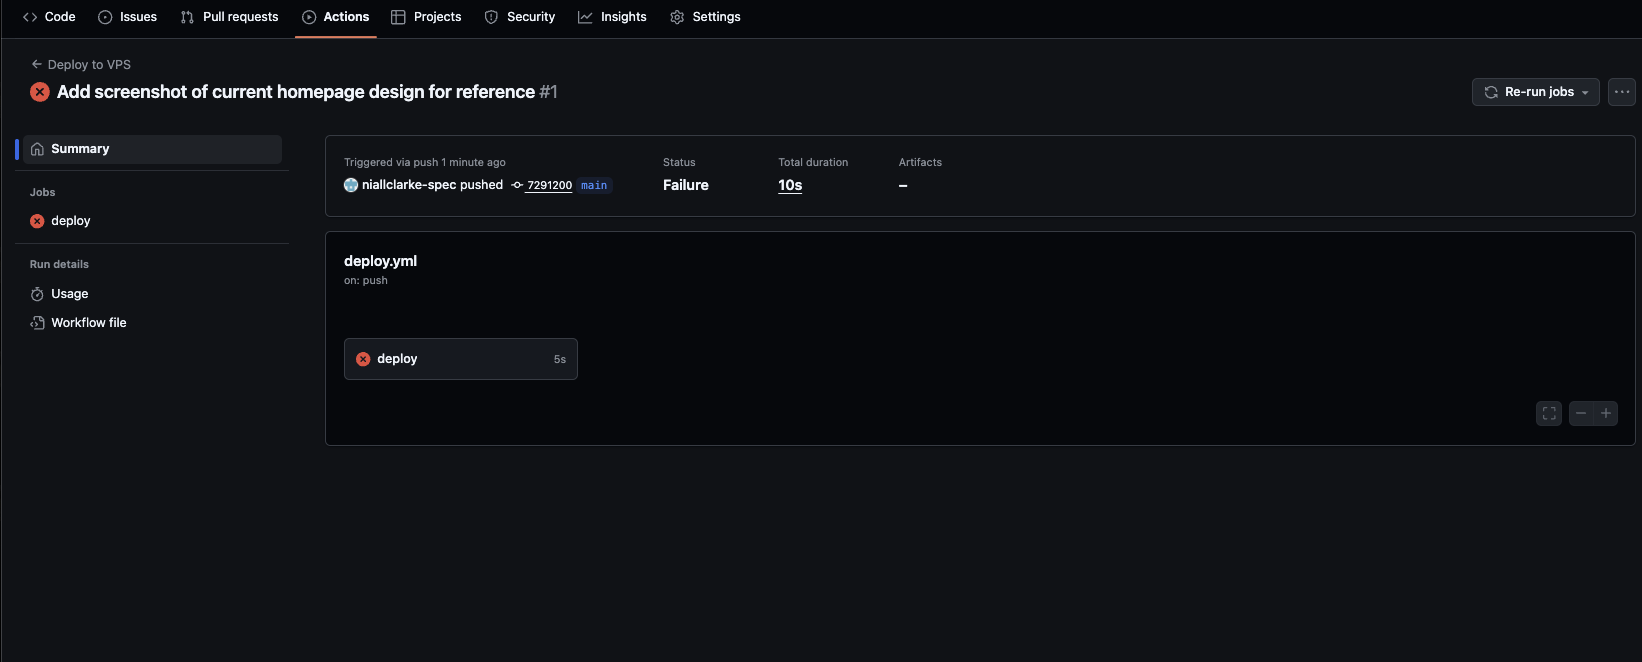 Code Issues Pull requests Actions Projects Security Insights Settings
Deploy to VPS
Add screenshot of current homepage design for reference #1
Re-run jobs
Summary
Jobs
deploy
Run details
Usage
Workflow file
Triggered via push 1 minute ago
niallclarke-spec pushed 7291200 main
Status
Failure
Total duration
10s
Artifacts
–
deploy.yml
on: push
deploy 5s